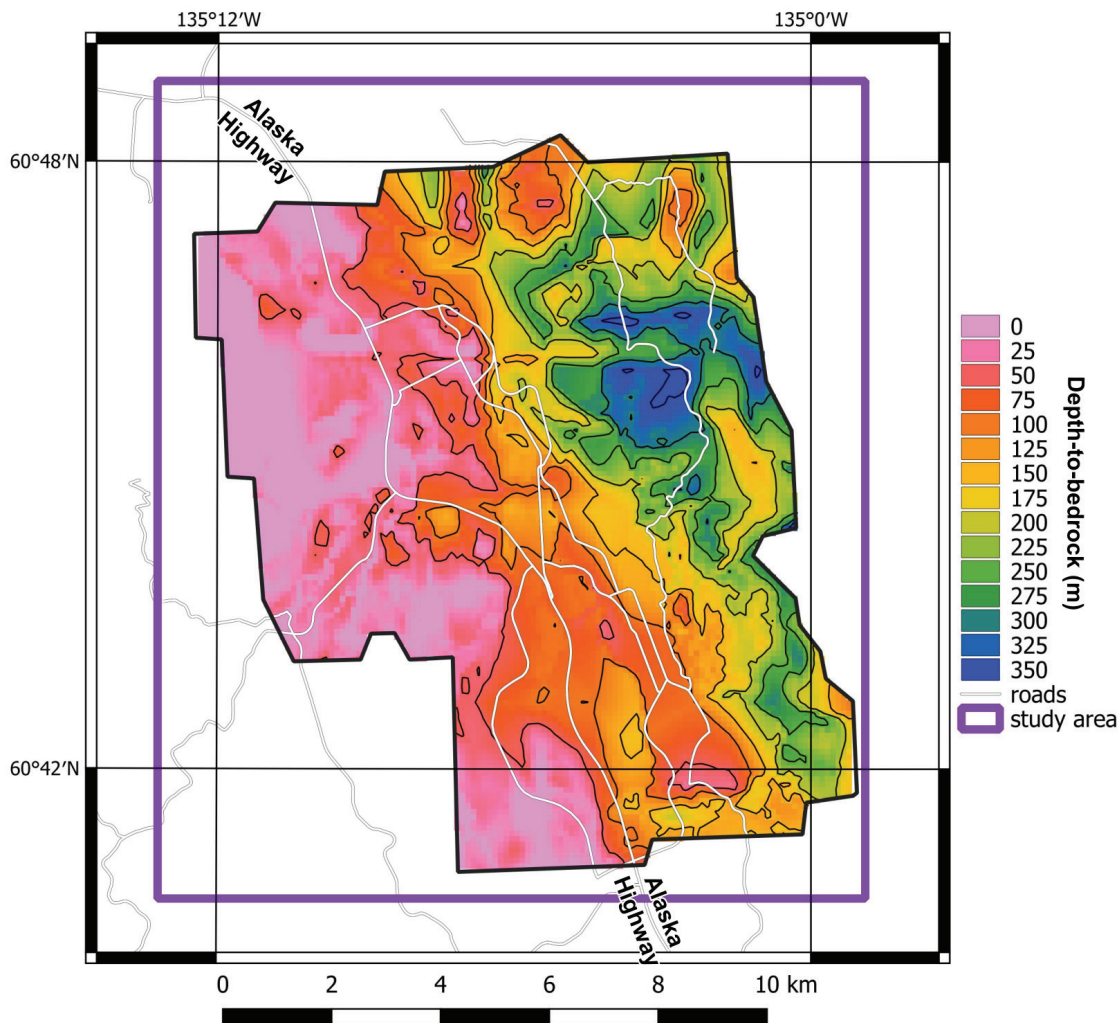 135°12′W
135°0′W
Alaska
Highway
60°48′N
0
25
50
75
100
125
150
175
200
225
250
275
300
325
350
Depth-to-bedrock (m)
roads
study area
60°42′N
Alaska
Highway
0 2 4 6 8 10 km